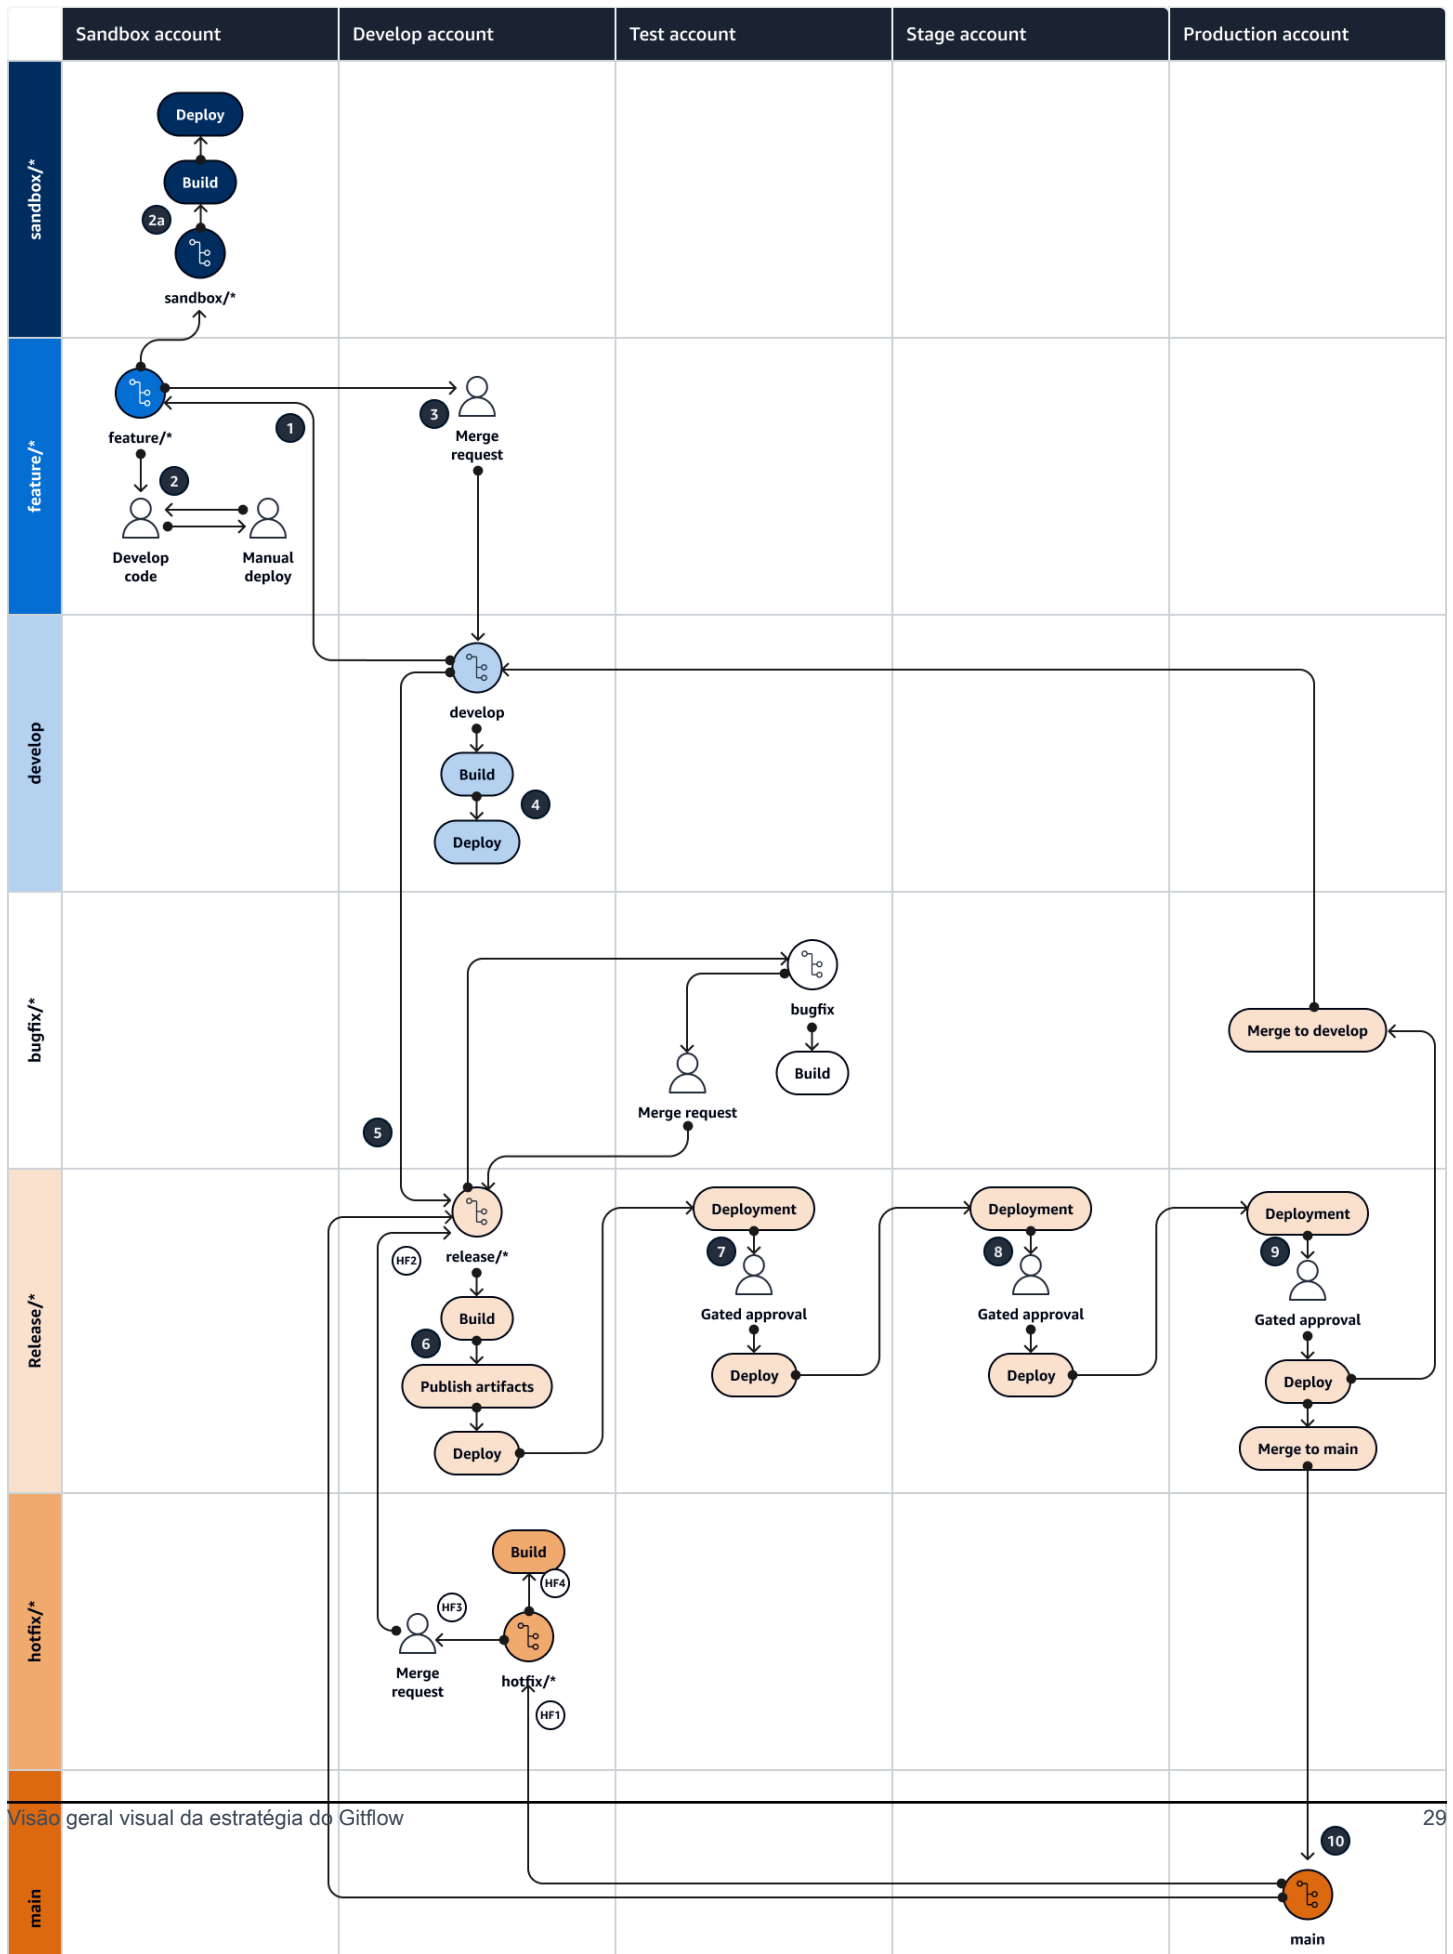 Sandbox account
Develop account
Test account
Stage account
Production account
sandbox/*
Deploy
Build
2a
sandbox/*
feature/*
feature/*
1
3
Merge
request
2
Develop
code
Manual
deploy
develop
develop
Build
4
Deploy
bugfix/*
bugfix
Build
Merge request
Merge to develop
5
Release/*
HF2
release/*
Build
6
Publish artifacts
Deploy
Deployment
7
Gated approval
Deploy
Deployment
8
Gated approval
Deploy
Deployment
9
Gated approval
Deploy
Merge to main
hotfix/*
Build
HF4
HF3
Merge
request
hotfix/*
HF1
Visão geral visual da estratégia do Gitflow
29
main
10
main